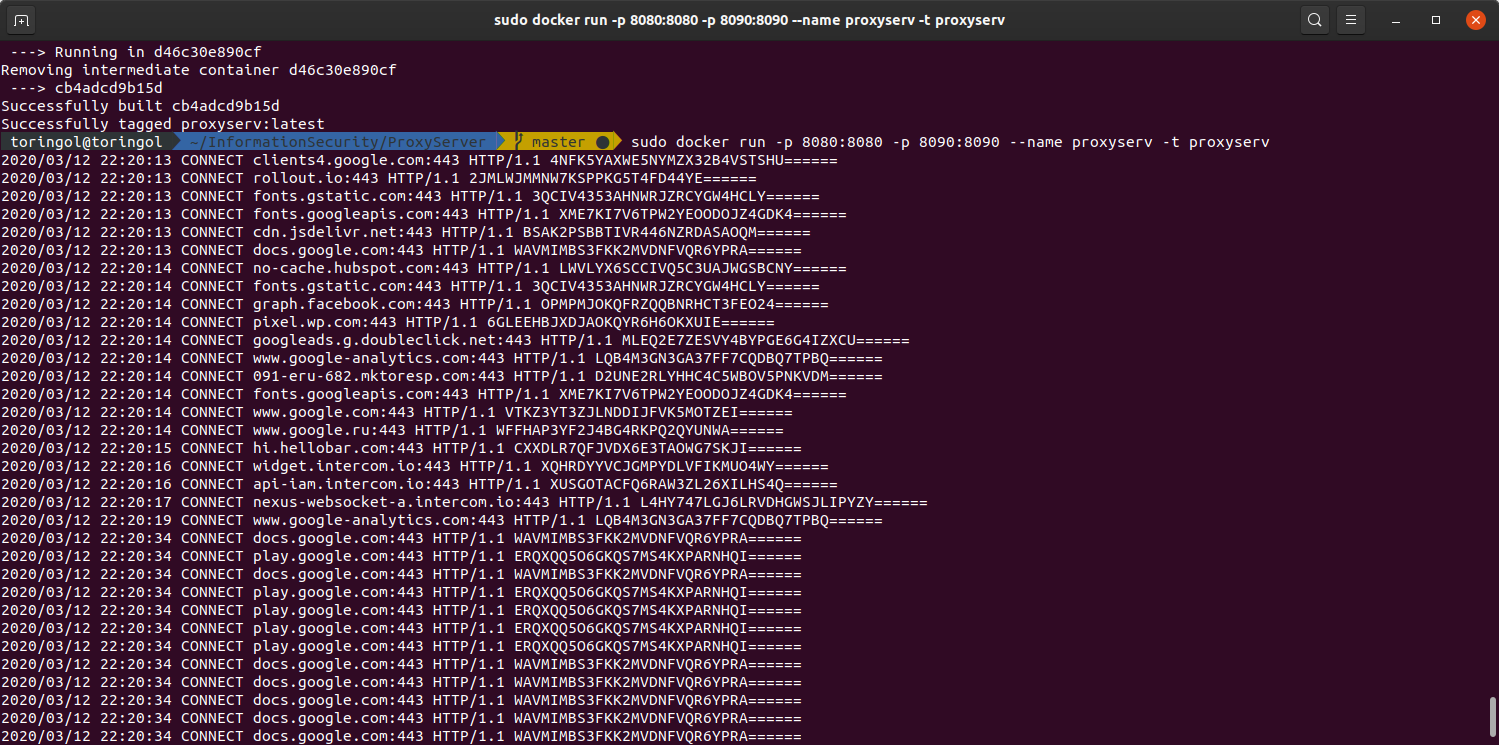 sudo docker run -p 8080:8080 -p 8090:8090 --name proxyserv -t proxyserv
---> Running in d46c30e890cf
Removing intermediate container d46c30e890cf
---> cb4adcd9b15d
Successfully built cb4adcd9b15d
Successfully tagged proxyserv:latest
toringol@toringol ~/InformationSecurity/ProxyServer master ● sudo docker run -p 8080:8080 -p 8090:8090 --name proxyserv -t proxyserv
2020/03/12 22:20:13 CONNECT clients4.google.com:443 HTTP/1.1 4NFK5YAXWE5NYMZX32B4VSTSHU======
2020/03/12 22:20:13 CONNECT rollout.io:443 HTTP/1.1 2JMLWJMMNW7KSPPKG5T4FD44YE======
2020/03/12 22:20:13 CONNECT fonts.gstatic.com:443 HTTP/1.1 3QCIV4353AHNWRJZRCYGW4HCLY======
2020/03/12 22:20:13 CONNECT fonts.googleapis.com:443 HTTP/1.1 XME7KI7V6TPW2YEOODOJZ4GDK4======
2020/03/12 22:20:13 CONNECT cdn.jsdelivr.net:443 HTTP/1.1 BSAK2PSBBTIVR446NZRDASAOQM======
2020/03/12 22:20:13 CONNECT docs.google.com:443 HTTP/1.1 WAVMIMBS3FKK2MVDNFVQR6YPRA======
2020/03/12 22:20:14 CONNECT no-cache.hubspot.com:443 HTTP/1.1 LWVLYX6SCCIVQ5C3UAJWGSBCNY======
2020/03/12 22:20:14 CONNECT fonts.gstatic.com:443 HTTP/1.1 3QCIV4353AHNWRJZRCYGW4HCLY======
2020/03/12 22:20:14 CONNECT graph.facebook.com:443 HTTP/1.1 OPMPMJOKQFRZQQBNRHCT3FEO24======
2020/03/12 22:20:14 CONNECT pixel.wp.com:443 HTTP/1.1 6GLEEHBJXDJAOKQYR6H6OKXUIE======
2020/03/12 22:20:14 CONNECT googleads.g.doubleclick.net:443 HTTP/1.1 MLEQ2E7ZESVY4BYPGE6G4IZXCU======
2020/03/12 22:20:14 CONNECT www.google-analytics.com:443 HTTP/1.1 LQB4M3GN3GA37FF7CQDBQ7TPBQ======
2020/03/12 22:20:14 CONNECT 091-eru-682.mktoresp.com:443 HTTP/1.1 D2UNE2RLYHHC4C5WBOV5PNKVDM======
2020/03/12 22:20:14 CONNECT fonts.googleapis.com:443 HTTP/1.1 XME7KI7V6TPW2YEOODOJZ4GDK4======
2020/03/12 22:20:14 CONNECT www.google.com:443 HTTP/1.1 VTKZ3YT3ZJLNDDIJFVK5MOTZEI======
2020/03/12 22:20:14 CONNECT www.google.ru:443 HTTP/1.1 WFFHAP3YF2J4BG4RKPQ2QYUNWA======
2020/03/12 22:20:15 CONNECT hi.hellobar.com:443 HTTP/1.1 CXXDLR7QFJVDX6E3TAOWG7SKJI======
2020/03/12 22:20:16 CONNECT widget.intercom.io:443 HTTP/1.1 XQHRDYYVCJGMPYDLVFIKMUO4WY======
2020/03/12 22:20:16 CONNECT api-iam.intercom.io:443 HTTP/1.1 XUSGOTACFQ6RAW3ZL26XILHS4Q======
2020/03/12 22:20:17 CONNECT nexus-websocket-a.intercom.io:443 HTTP/1.1 L4HY747LGJ6LRVDHGWSJLIPYZY======
2020/03/12 22:20:19 CONNECT www.google-analytics.com:443 HTTP/1.1 LQB4M3GN3GA37FF7CQDBQ7TPBQ======
2020/03/12 22:20:34 CONNECT docs.google.com:443 HTTP/1.1 WAVMIMBS3FKK2MVDNFVQR6YPRA======
2020/03/12 22:20:34 CONNECT play.google.com:443 HTTP/1.1 ERQXQQ5O6GKQS7MS4KXPARNHQI======
2020/03/12 22:20:34 CONNECT docs.google.com:443 HTTP/1.1 WAVMIMBS3FKK2MVDNFVQR6YPRA======
2020/03/12 22:20:34 CONNECT play.google.com:443 HTTP/1.1 ERQXQQ5O6GKQS7MS4KXPARNHQI======
2020/03/12 22:20:34 CONNECT play.google.com:443 HTTP/1.1 ERQXQQ5O6GKQS7MS4KXPARNHQI======
2020/03/12 22:20:34 CONNECT play.google.com:443 HTTP/1.1 ERQXQQ5O6GKQS7MS4KXPARNHQI======
2020/03/12 22:20:34 CONNECT play.google.com:443 HTTP/1.1 ERQXQQ5O6GKQS7MS4KXPARNHQI======
2020/03/12 22:20:34 CONNECT docs.google.com:443 HTTP/1.1 WAVMIMBS3FKK2MVDNFVQR6YPRA======
2020/03/12 22:20:34 CONNECT docs.google.com:443 HTTP/1.1 WAVMIMBS3FKK2MVDNFVQR6YPRA======
2020/03/12 22:20:34 CONNECT docs.google.com:443 HTTP/1.1 WAVMIMBS3FKK2MVDNFVQR6YPRA======
2020/03/12 22:20:34 CONNECT docs.google.com:443 HTTP/1.1 WAVMIMBS3FKK2MVDNFVQR6YPRA======
2020/03/12 22:20:34 CONNECT docs.google.com:443 HTTP/1.1 WAVMIMBS3FKK2MVDNFVQR6YPRA======